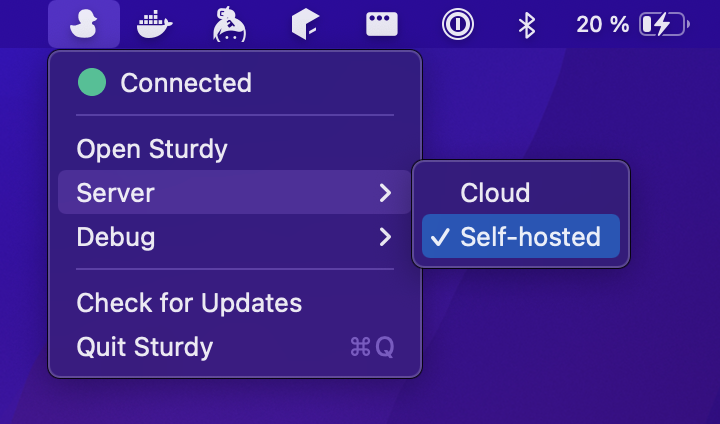 20 %
Connected
Open Sturdy
Server
Cloud
Debug
Self-hosted
Check for Updates
Quit Sturdy ⌘Q